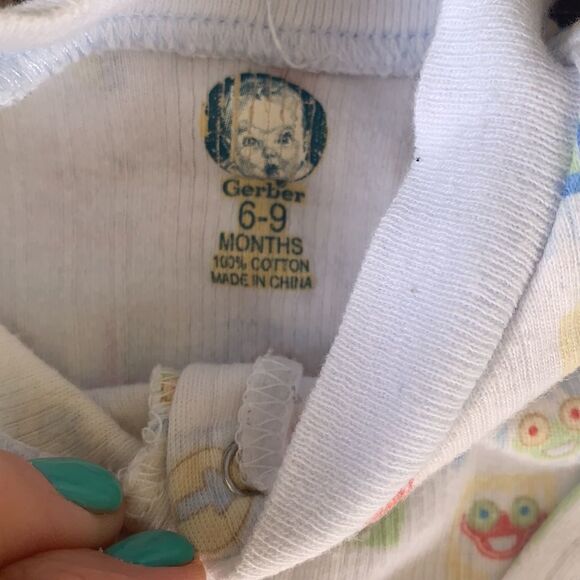 Gerber
6-9
MONTHS
100% COTTON
MADE IN CHINA